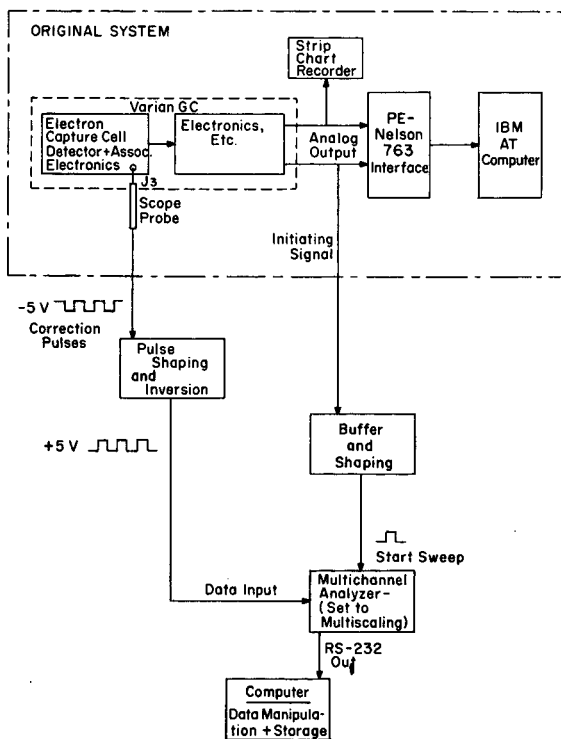 ORIGINAL SYSTEM
Strip
Chart
Recorder
Varian GC
Electron
Capture Cell
Detector+Assoc.
Electronics
Electronics,
Etc.
Analog
Output
PE-
Nelson
763
Interface
IBM
AT
Computer
J3
Scope
Probe
Initiating
Signal
-5 V
Correction
Pulses
Pulse
Shaping
and
Inversion
+5 V
Buffer
and
Shaping
Start Sweep
Data Input
Multichannel
Analyzer-
(Set to
Multiscaling)
RS-232
Out
Computer
Data Manipula-
tion + Storage